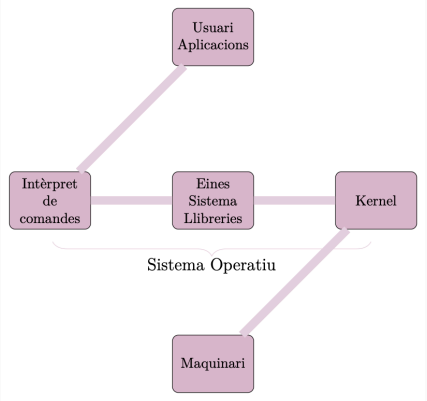 Usuari
Aplicacions
Intèrpret
de
comandes
Eines
Sistema
Llibreries
Kernel
Sistema Operatiu
Maquinari